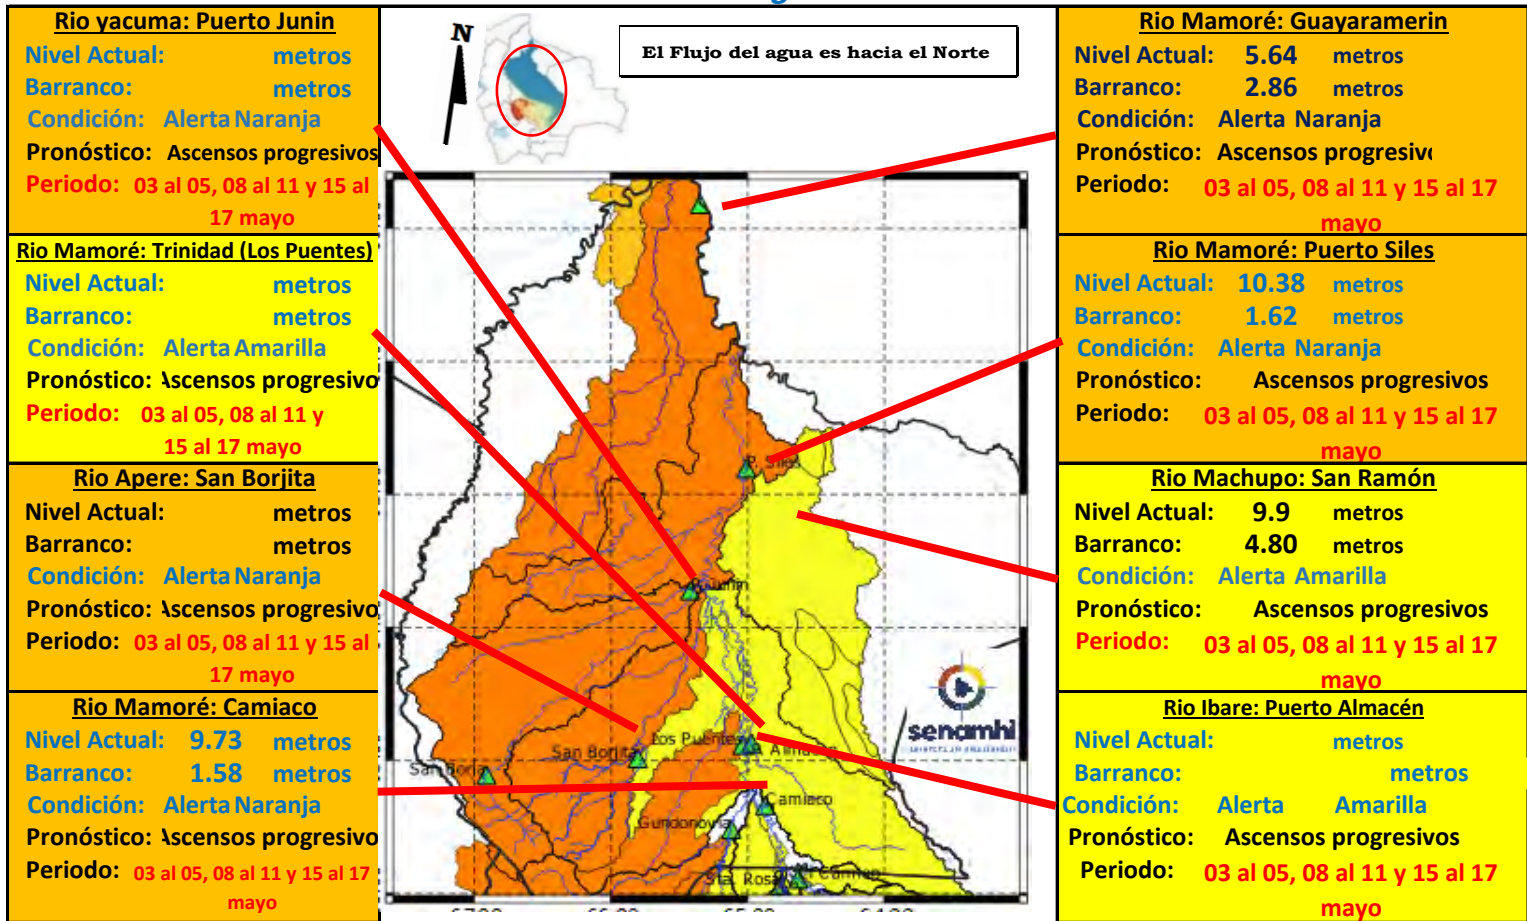 Rio yacuma: Puerto Junin
Nivel Actual: metros
Barranco: metros
Condición: Alerta Naranja
Pronóstico: Ascensos progresivos
Periodo: 03 al 05, 08 al 11 y 15 al
17 mayo
Rio Mamoré: Trinidad (Los Puentes)
Nivel Actual: metros
Barranco: metros
Condición: Alerta Amarilla
Pronóstico: Ascensos progresivo
Periodo: 03 al 05, 08 al 11 y
15 al 17 mayo
Rio Apere: San Borjita
Nivel Actual: metros
Barranco: metros
Condición: Alerta Naranja
Pronóstico: Ascensos progresivo
Periodo: 03 al 05, 08 al 11 y 15 al
17 mayo
Rio Mamoré: Camiaco
Nivel Actual: 9.73 metros
Barranco: 1.58 metros
Condición: Alerta Naranja
Pronóstico: Ascensos progresivo
Periodo: 03 al 05, 08 al 11 y 15 al 17
mayo
N
El Flujo del agua es hacia el Norte
P. Siles
P. Junin
Los Puentes
P. Almacen
San Borjita
San Borja
Camiaco
Gundonovia
Sta. Rosa
senamhi
Rio Mamoré: Guayaramerin
Nivel Actual: 5.64 metros
Barranco: 2.86 metros
Condición: Alerta Naranja
Pronóstico: Ascensos progresiv
Periodo: 03 al 05, 08 al 11 y 15 al 17
mayo
Rio Mamoré: Puerto Siles
Nivel Actual: 10.38 metros
Barranco: 1.62 metros
Condición: Alerta Naranja
Pronóstico: Ascensos progresivos
Periodo: 03 al 05, 08 al 11 y 15 al 17
mayo
Rio Machupo: San Ramón
Nivel Actual: 9.9 metros
Barranco: 4.80 metros
Condición: Alerta Amarilla
Pronóstico: Ascensos progresivos
Periodo: 03 al 05, 08 al 11 y 15 al 17
mayo
Rio Ibare: Puerto Almacén
Nivel Actual: metros
Barranco: metros
Condición: Alerta Amarilla
Pronóstico: Ascensos progresivos
Periodo: 03 al 05, 08 al 11 y 15 al 17
mayo